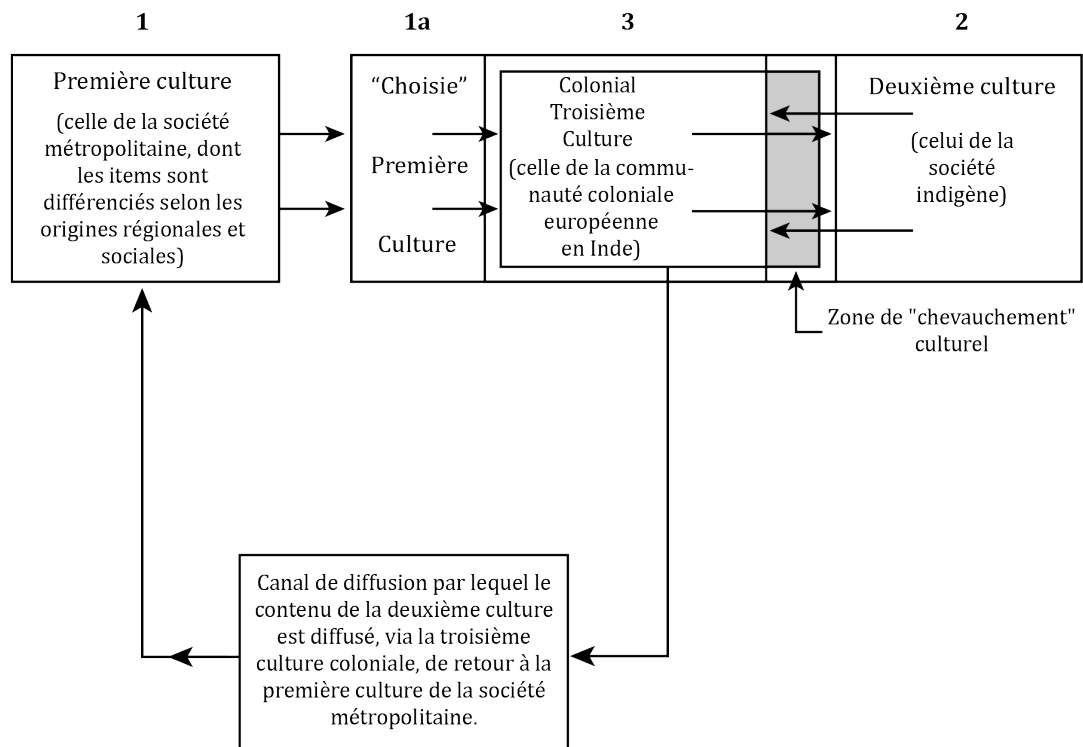 1
1a
3
2
Première culture
(celle de la société
métropolitaine, dont
les items sont
différenciés selon les
origines régionales et
sociales)
“Choisie”
Première
Culture
Colonial
Troisième
Culture
(celle de la commu-
nauté coloniale
européenne
en Inde)
Deuxième culture
(celui de la
société
indigène)
Zone de "chevauchement"
culturel
Canal de diffusion par lequel le
contenu de la deuxième culture
est diffusé, via la troisième
culture coloniale, de retour à la
première culture de la société
métropolitaine.